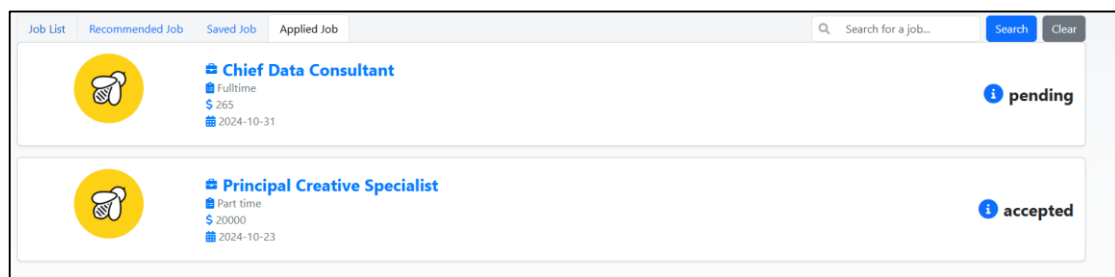 Job List Recommended Job Saved Job Applied Job Search for a job... Search Clear
Chief Data Consultant
Fulltime
$ 265
2024-10-31
pending
Principal Creative Specialist
Part time
$ 20000
2024-10-23
accepted